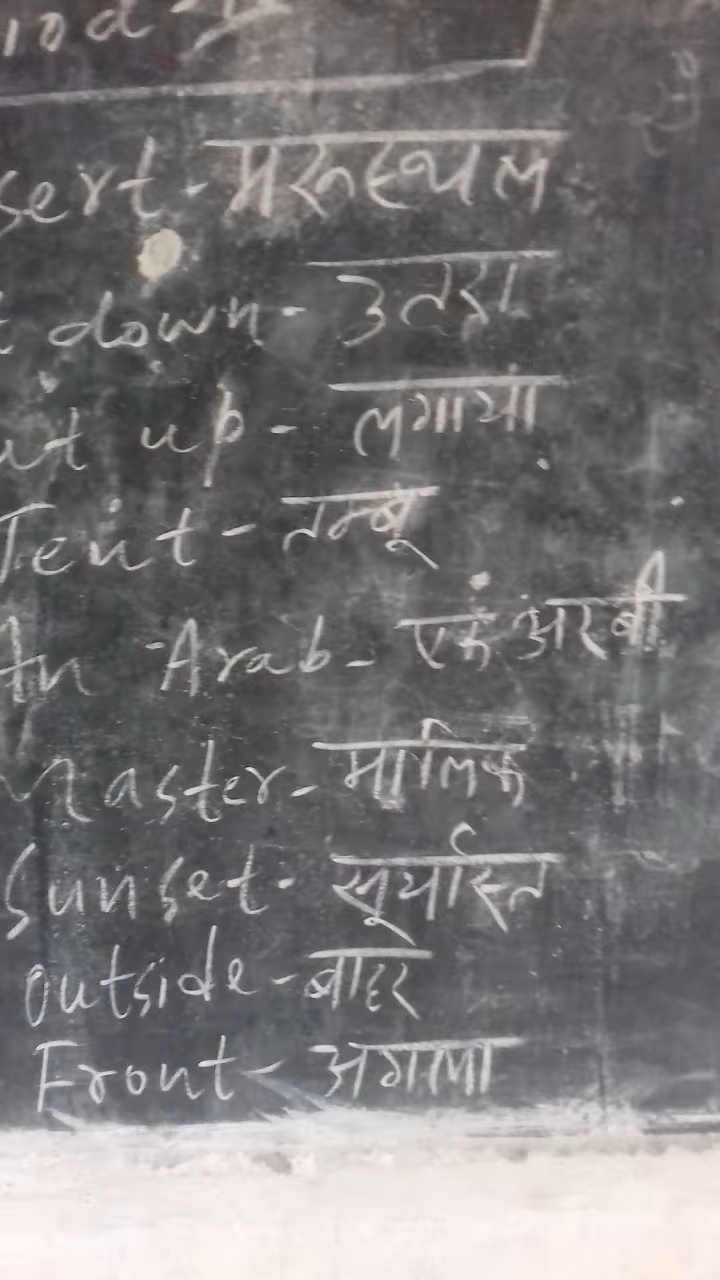 iod
sert - मरूस्थल
t down - उतरा
ut up - लगायां
Tent - तम्बू
An Arab - एक अरबी
Master - मालिक
Sunset - सूर्यास्त
outside - बाहर
Front - अगला